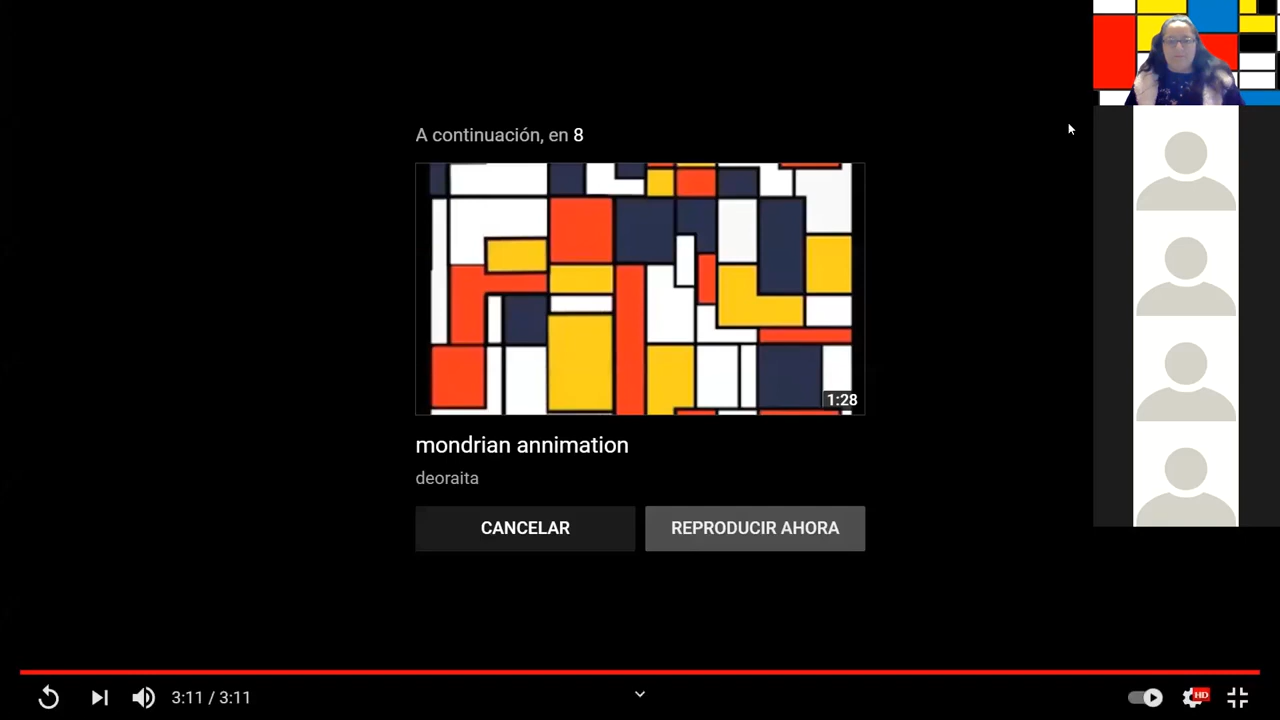 A continuación, en 8
1:28
mondrian annimation
deoraita
CANCELAR
REPRODUCIR AHORA
3:11 / 3:11
HD